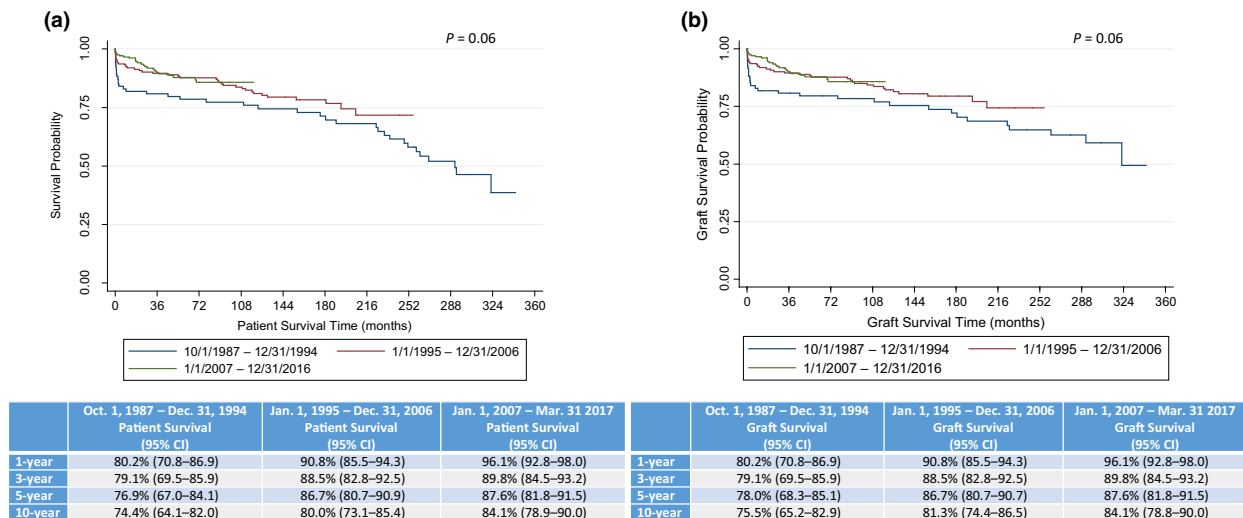 (a)
P = 0.06
Survival Probability
1.00
0.75
0.50
0.25
0.00
0 36 72 108 144 180 216 252 288 324 360
Patient Survival Time (months)
10/1/1987 – 12/31/1994 1/1/1995 – 12/31/2006
1/1/2007 – 12/31/2016
Oct. 1, 1987 – Dec. 31, 1994 Patient Survival (95% CI) Jan. 1, 1995 – Dec. 31, 2006 Patient Survival (95% CI) Jan. 1, 2007 – Mar. 31 2017 Patient Survival (95% CI)
1-year 80.2% (70.8–86.9) 90.8% (85.5–94.3) 96.1% (92.8–98.0)
3-year 79.1% (69.5–85.9) 88.5% (82.8–92.5) 89.8% (84.5–93.2)
5-year 76.9% (67.0–84.1) 86.7% (80.7–90.9) 87.6% (81.8–91.5)
10-year 74.4% (64.1–82.0) 80.0% (73.1–85.4) 84.1% (78.9–90.0)
(b)
P = 0.06
Graft Survival Probability
1.00
0.75
0.50
0.25
0.00
0 36 72 108 144 180 216 252 288 324 360
Graft Survival Time (months)
10/1/1987 – 12/31/1994 1/1/1995 – 12/31/2006
1/1/2007 – 12/31/2016
Oct. 1, 1987 – Dec. 31, 1994 Graft Survival (95% CI) Jan. 1, 1995 – Dec. 31, 2006 Graft Survival (95% CI) Jan. 1, 2007 – Mar. 31 2017 Graft Survival (95% CI)
1-year 80.2% (70.8–86.9) 90.8% (85.5–94.3) 96.1% (92.8–98.0)
3-year 79.1% (69.5–85.9) 88.5% (82.8–92.5) 89.8% (84.5–93.2)
5-year 78.0% (68.3–85.1) 86.7% (80.7–90.7) 87.6% (81.8–91.5)
10-year 75.5% (65.2–82.9) 81.3% (74.4–86.5) 84.1% (78.8–90.0)